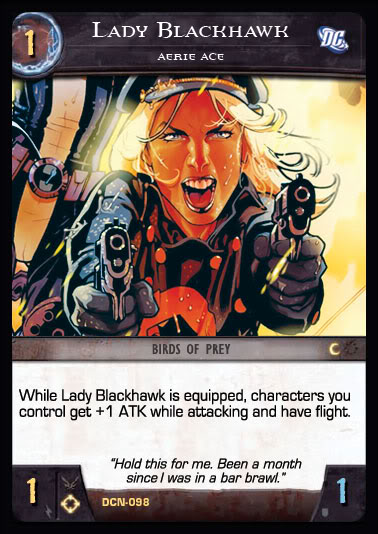 1
LADY BLACKHAWK
AERIE ACE
DC
BIRDS OF PREY
C
While Lady Blackhawk is equipped, characters you
control get +1 ATK while attacking and have flight.
"Hold this for me. Been a month
since I was in a bar brawl."
1
DCN-098
1